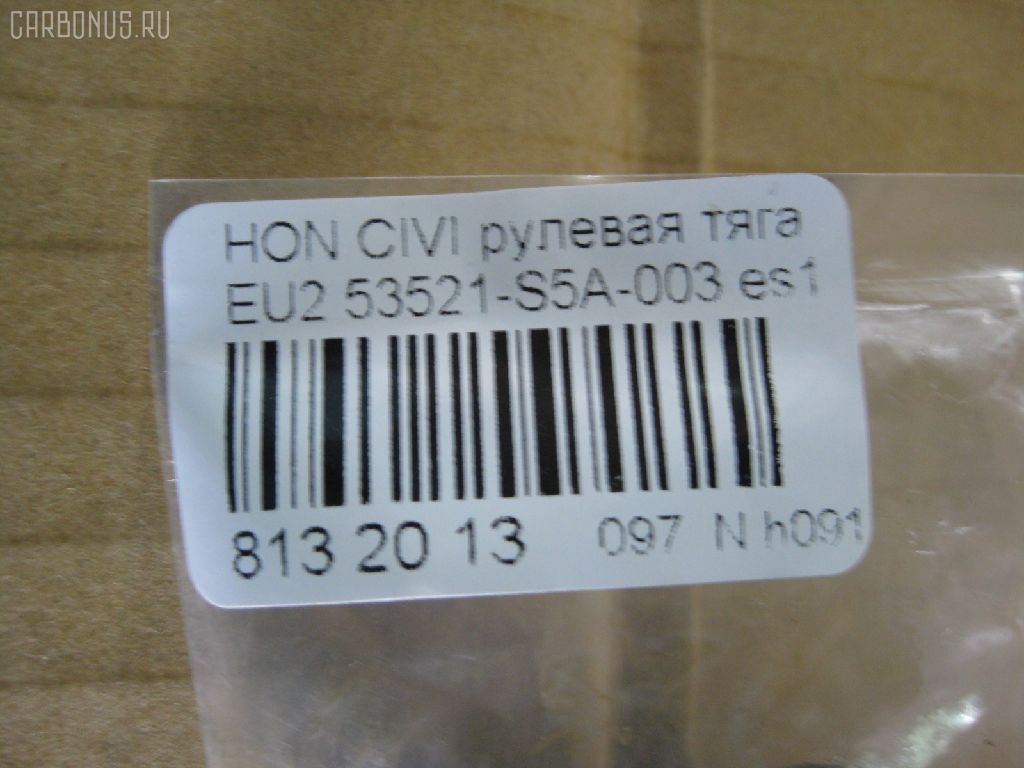 CARBONUS.RU
HON CIVI рулевая тяга
EU2 53521-S5A-003 es1
813 20 13 097 N h091